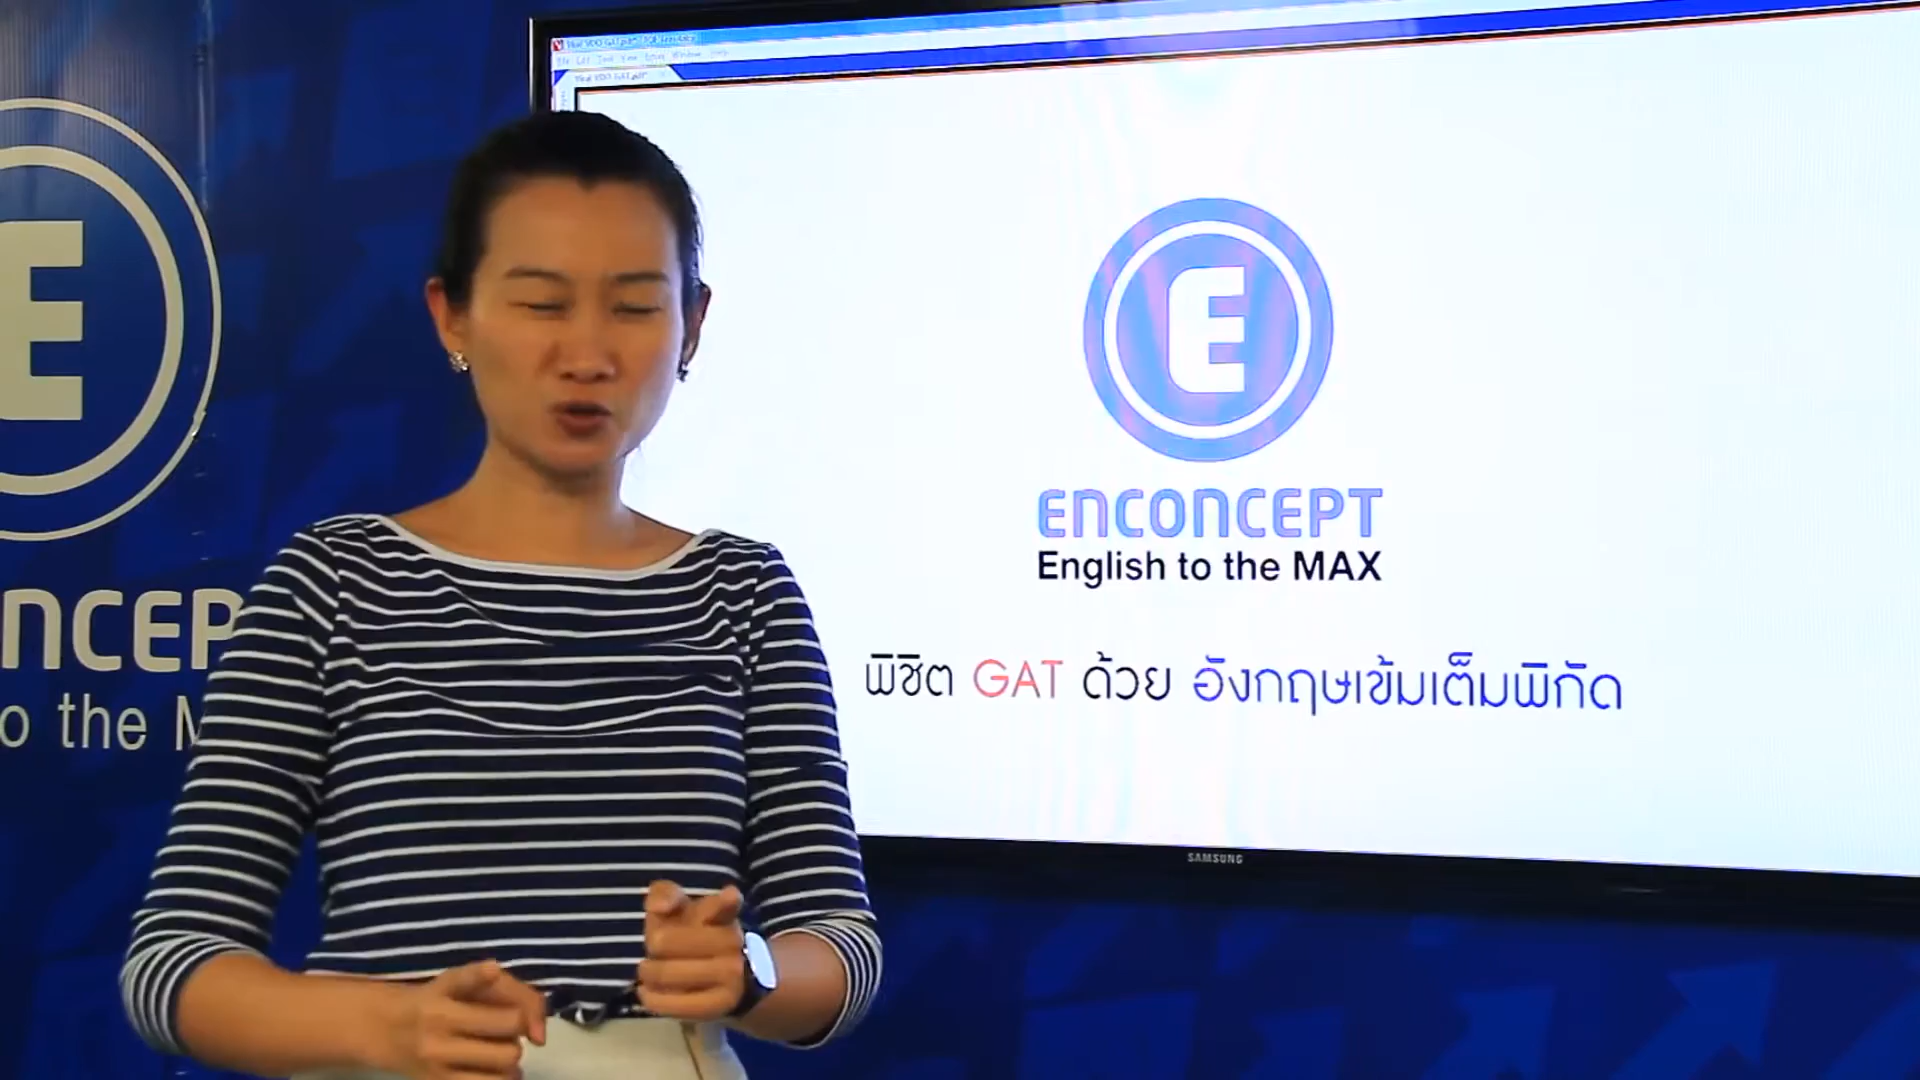 E
NCEP
o the M
E
ENCONCEPT
English to the MAX
พิชิต GAT ด้วย อังกฤษเข้มเต็มพิกัด
SAMSUNG